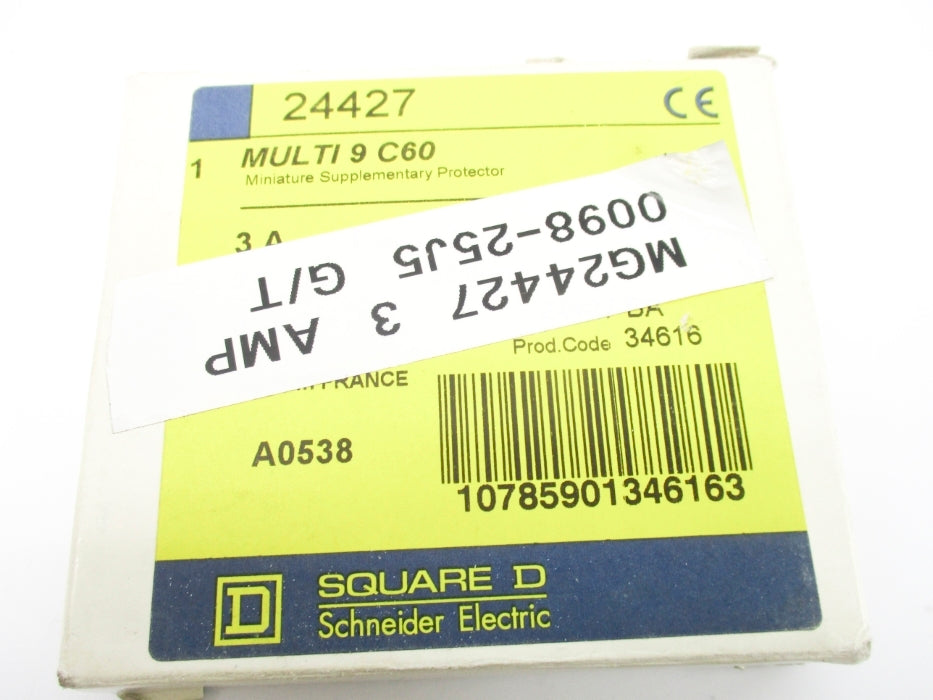 24427
CE
1
MULTI 9 C60
Miniature Supplementary Protector
3 A
MG24427 3 AMP
0098-25J5 G/T
Prod.Code 34616
FRANCE
A0538
10785901346163
D
SQUARE D
Schneider Electric